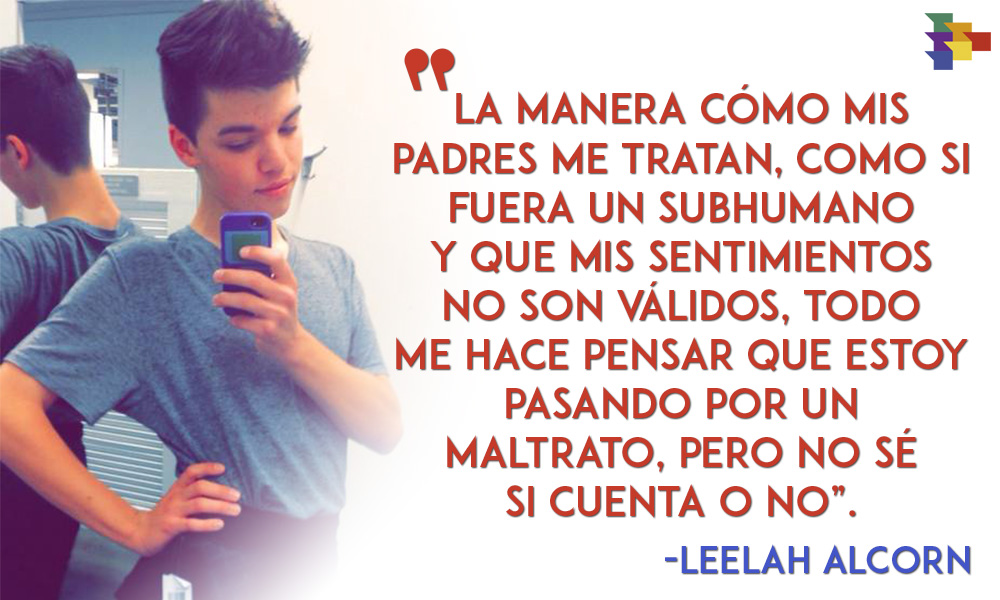 "LA MANERA CÓMO MIS
PADRES ME TRATAN, COMO SI
FUERA UN SUBHUMANO
Y QUE MIS SENTIMIENTOS
NO SON VÁLIDOS, TODO
ME HACE PENSAR QUE ESTOY
PASANDO POR UN
MALTRATO, PERO NO SÉ
SI CUENTA O NO”.
-LEELAH ALCORN